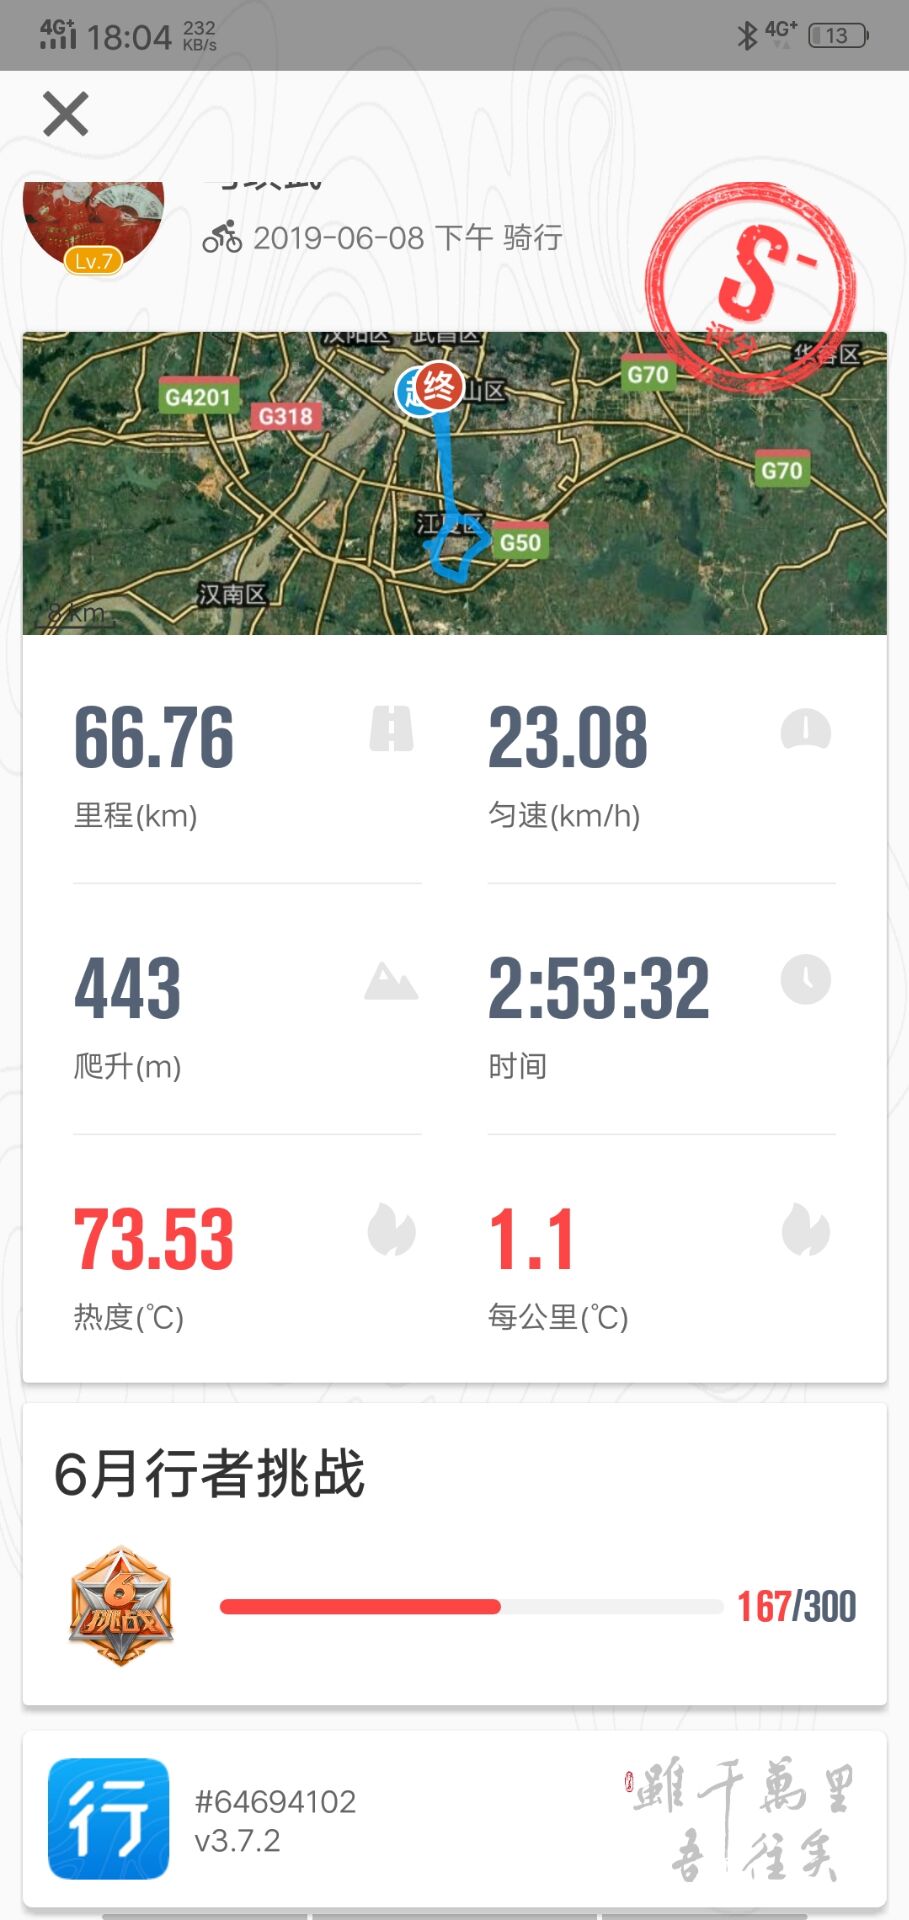 4G+ 18:04 232 KB/s 4G+ 13
Lv.7
2019-06-08 下午 骑行
S-
评分
汉阳区 武昌区
华容区
G70
终
山区
G4201
G318
G70
江夏区
G50
汉南区
8 km
66.76
里程(km)
23.08
匀速(km/h)
443
爬升(m)
2:53:32
时间
73.53
热度(℃)
1.1
每公里(℃)
6月行者挑战
6
挑战
167/300
行
#64694102
v3.7.2
雖千萬里
吾往矣